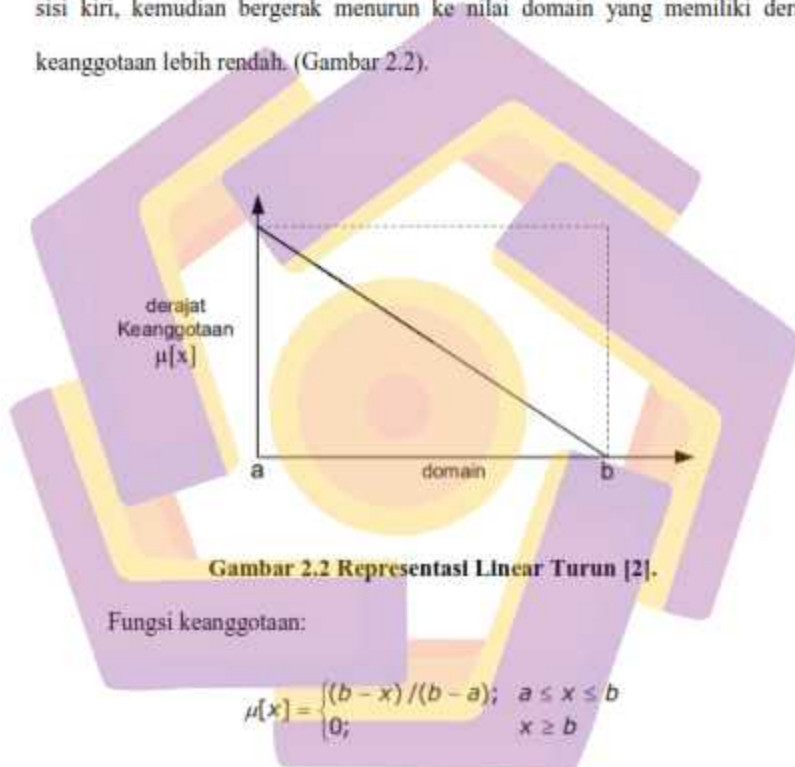 sisi kiri, kemudian bergerak menurun ke nilai domain yang memiliki
keanggotaan lebih rendah. (Gambar 2.2).
derajat
Keanggotaan
μ[x]
a
domain
b
Gambar 2.2 Representasi Linear Turun [2].
Fungsi keanggotaan:
μ[x] = {(b − x)/(b − a); a ≤ x ≤ b
0; x ≥ b